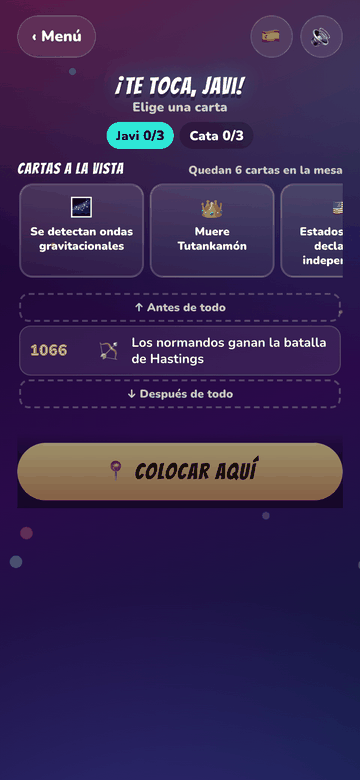 ‹ Menú
¡TE TOCA, JAVI!
Elige una carta
Javi 0/3
Cata 0/3
CARTAS A LA VISTA
Quedan 6 cartas en la mesa
Se detectan ondas
gravitacionales
Muere
Tutankamón
Estados
decla
indepen
↑ Antes de todo
1066
Los normandos ganan la batalla
de Hastings
↓ Después de todo
COLOCAR AQUÍ